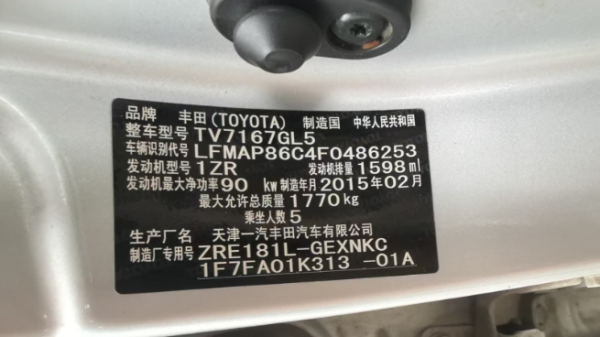 品牌 丰田(TOYOTA) 制造国 中华人民共和国
整车型号 TV7167GL5
车辆识别代号 LFMAP86C4F0486253
发动机型号 1ZR 发动机排量 1598 ml
发动机最大净功率 90 kw 制造年月 2015年02月
最大允许总质量 1770 kg
乘坐人数 5
生产厂名 天津一汽丰田汽车有限公司
制造厂专用号 ZRE181L-GEXNKC
1F7FA01K313 -01A